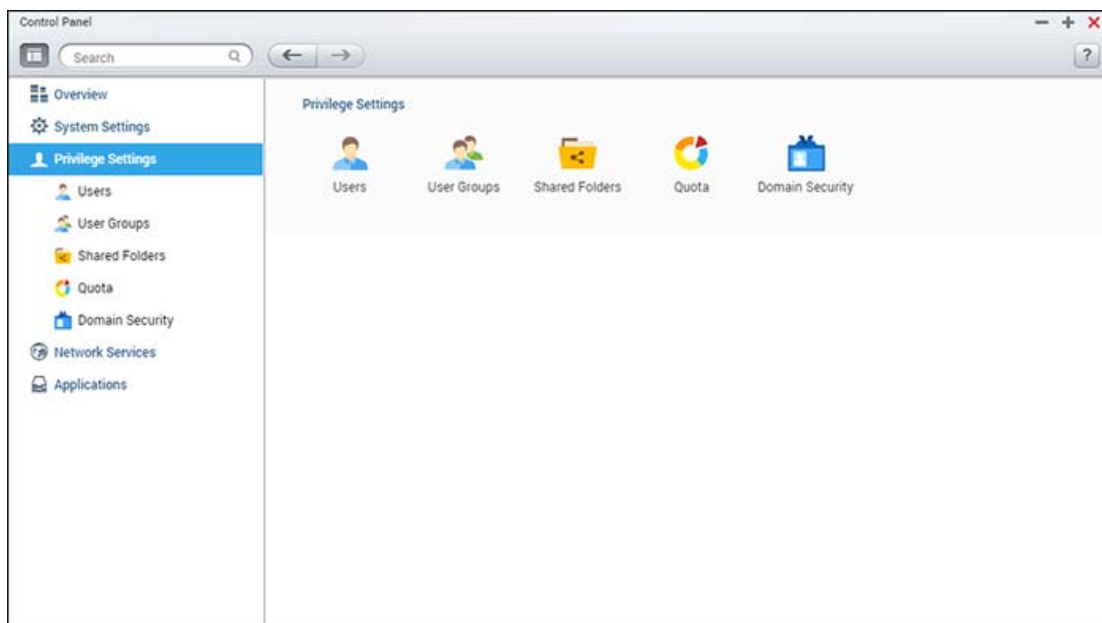 Control Panel
Search
?
Overview
System Settings
Privilege Settings
Users
User Groups
Shared Folders
Quota
Domain Security
Network Services
Applications
Privilege Settings
Users User Groups Shared Folders Quota Domain Security